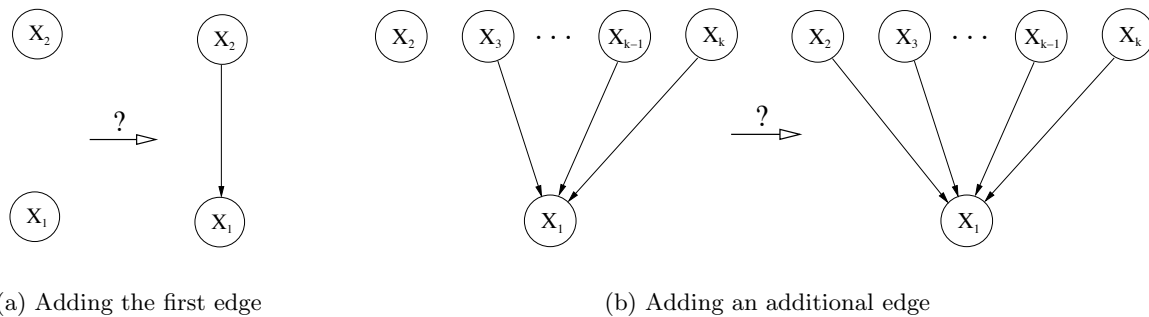 X₂ X₂ X₂ X₃ · · · Xₖ₋₁ Xₖ X₂ X₃ · · · Xₖ₋₁ Xₖ
? ?
X₁ X₁ X₁ X₁
a) Adding the first edge (b) Adding an additional edge